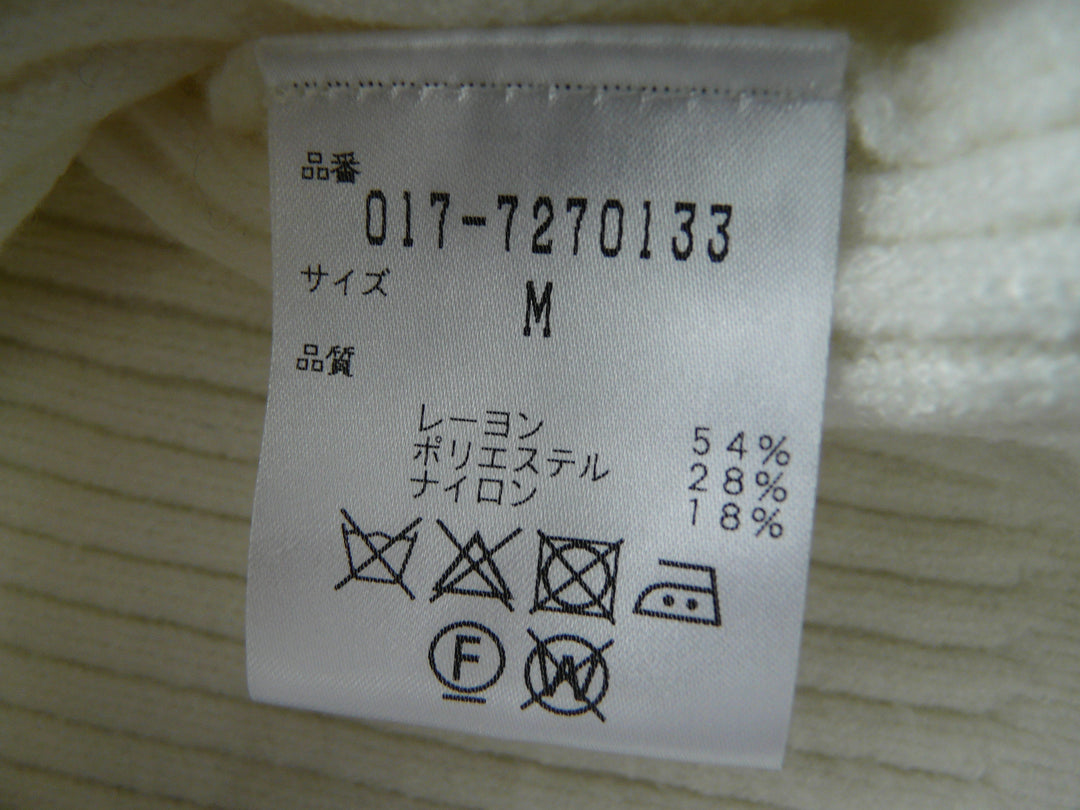 品番
017-7270133
サイズ
M
品質
レーヨン 54%
ポリエステル 28%
ナイロン 18%
F
W